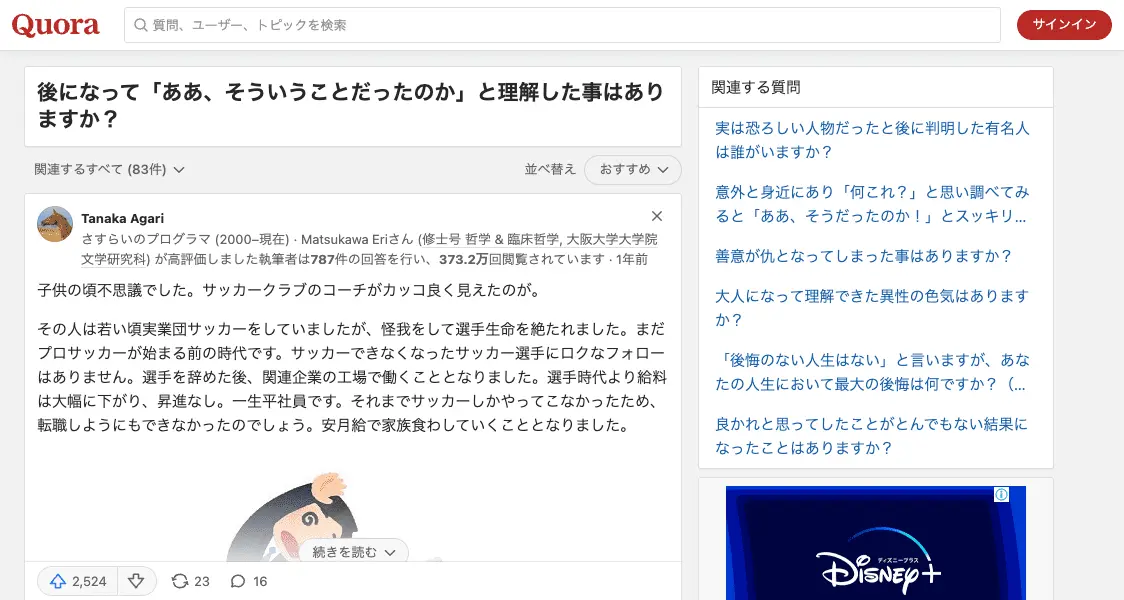 Quora
質問、ユーザー、トピックを検索
サインイン
後になって「ああ、そういうことだったのか」と理解した事はあり
ますか？
関連するすべて (83件)
並べ替え
おすすめ
Tanaka Agari
さすらいのプログラマ (2000–現在) · Matsukawa Eriさん (修士号 哲学 & 臨床哲学, 大阪大学大学院
文学研究科) が高評価しました執筆者は787件の回答を行い、373.2万回閲覧されています · 1年前
子供の頃不思議でした。サッカークラブのコーチがカッコ良く見えたのが。
その人は若い頃実業団サッカーをしていましたが、怪我をして選手生命を絶たれました。まだ
プロサッカーが始まる前の時代です。サッカーできなくなったサッカー選手にロクなフォロー
はありません。選手を辞めた後、関連企業の工場で働くこととなりました。選手時代より給料
は大幅に下がり、昇進なし。一生平社員です。それまでサッカーしかやってこなかったため、
転職しようにもできなかったのでしょう。安月給で家族食わしていくこととなりました。
続きを読む
2,524
23
16
関連する質問
実は恐ろしい人物だったと後に判明した有名人
は誰がいますか？
意外と身近にあり「何これ？」と思い調べてみ
ると「ああ、そうだったのか！」とスッキリ...
善意が仇となってしまった事はありますか？
大人になって理解できた異性の色気はあります
か？
「後悔のない人生はない」と言いますが、あな
たの人生において最大の後悔は何ですか？（...
良かれと思ってしたことがとんでもない結果に
なったことはありますか？
ディズニープラス
Disney+